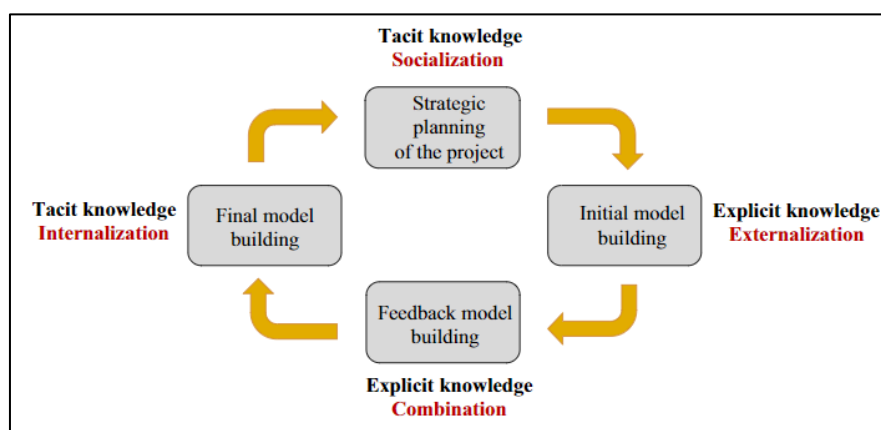 Tacit knowledge
Socialization
Strategic
planning
of the project
Tacit knowledge
Internalization
Final model
building
Initial model
building
Explicit knowledge
Externalization
Feedback model
building
Explicit knowledge
Combination